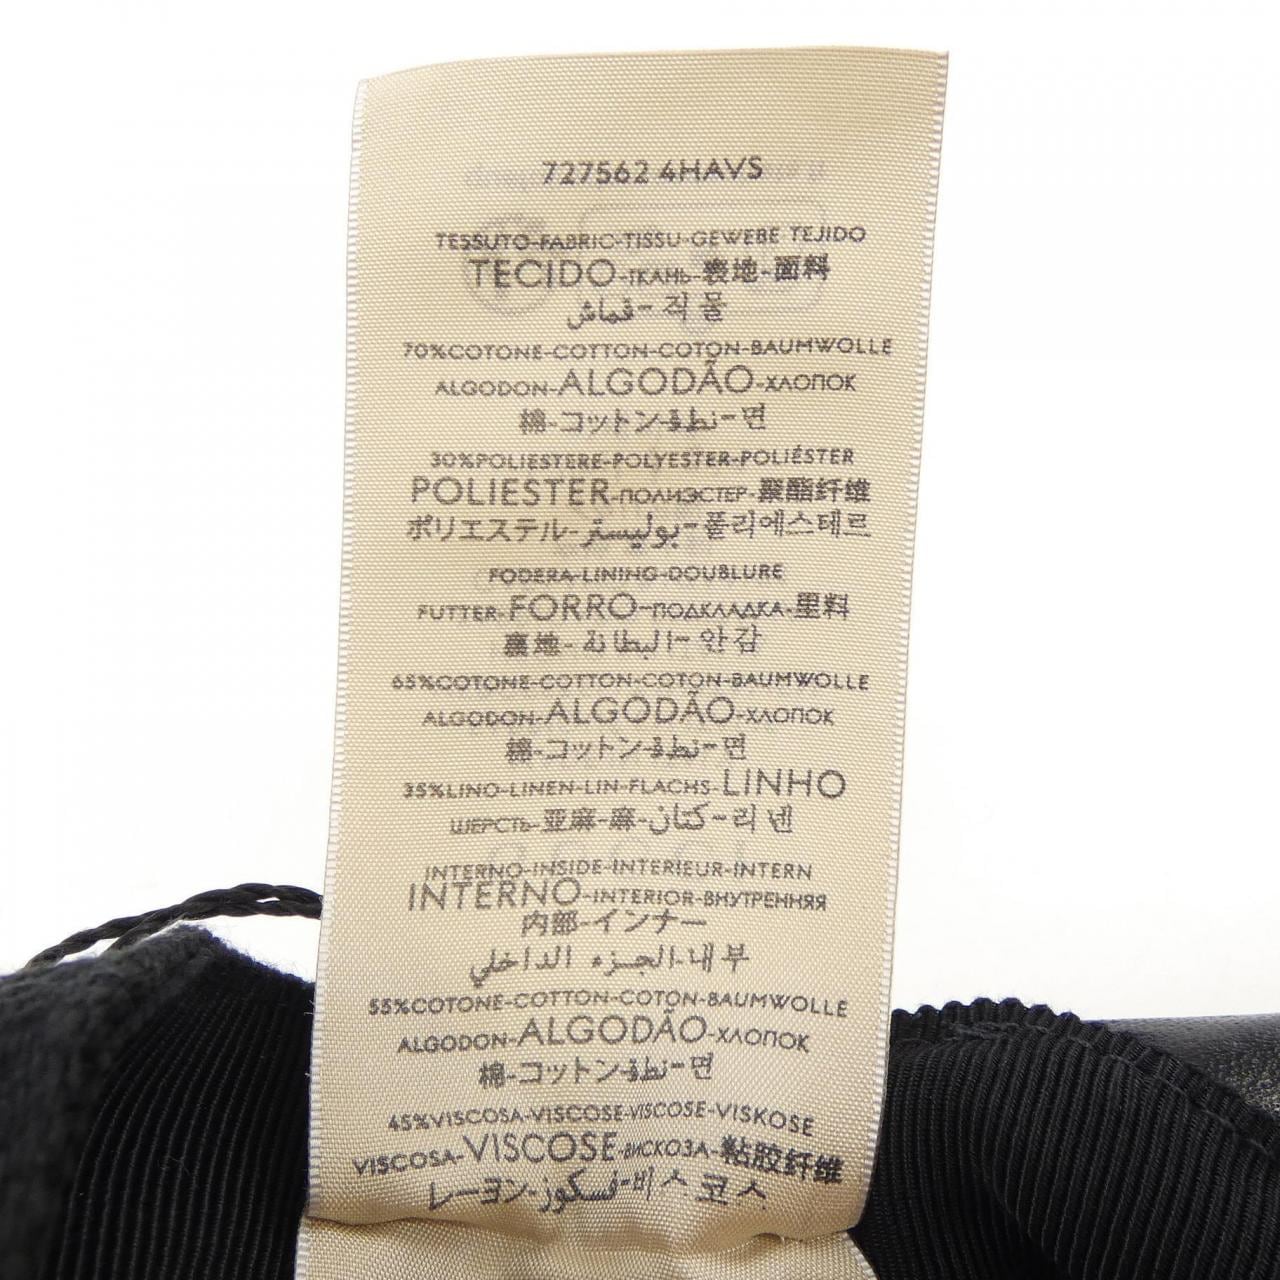 727562 4HAVS
TESSUTO-FABRIC-TISSU-GEWEBE TEJIDO
TECIDO-ТКАНЬ-表地-面料
قماش-직물
70%COTONE-COTTON-COTON-BAUMWOLLE
ALGODON-ALGODÃO-ХЛОПОК
棉-コットン-نطة-면
30%POLIESTERE-POLYESTER-POLIÉSTER
POLIESTER-ПОЛИЭСТЕР-聚酯纤维
ポリエステル-بوليستر-폴리에스테르
FODERA-LINING-DOUBLURE
FUTTER-FORRO-ПОДКЛАДКА-里料
裏地-البطانة-안감
65%COTONE-COTTON-COTON-BAUMWOLLE
ALGODON-ALGODÃO-ХЛОПОК
棉-コットン-نطة-면
35%LINO-LINEN-LIN-FLACHS-LINHO
ШЕРСТЬ-亚麻-麻-كتان-리넨
INTERNO-INSIDE-INTERIEUR-INTERN
INTERNO-INTERIOR-ВНУТРЕННЯЯ
内部-インナー
الجزء الداخلي-내부
55%COTONE-COTTON-COTON-BAUMWOLLE
ALGODON-ALGODÃO-ХЛОПОК
棉-コットン-نطة-면
45%VISCOSA-VISCOSE-VISCOSE-VISKOSE
VISCOSA-VISCOSE-ВИСКОЗА-粘胶纤维
レーヨン-فسكوز-비스코스